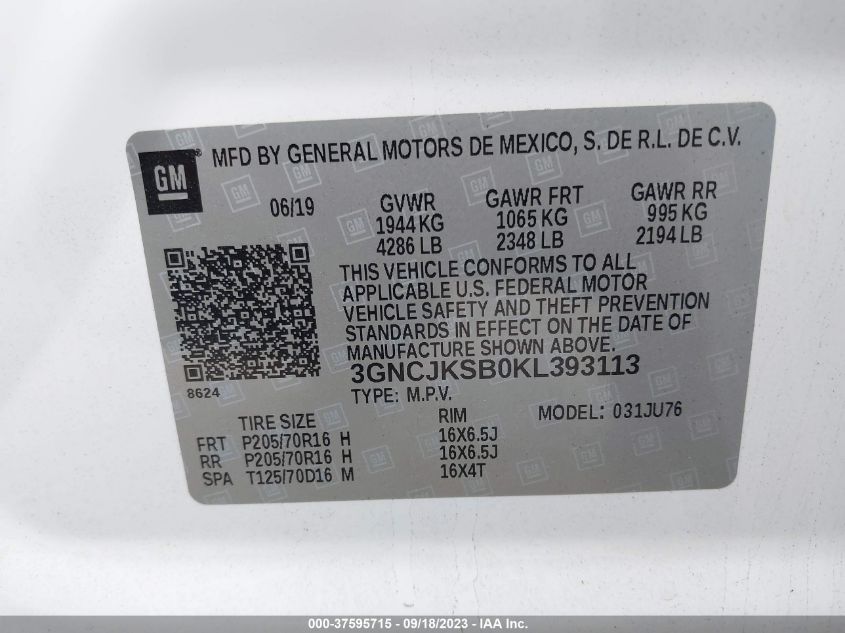 GM® MFD BY GENERAL MOTORS DE MEXICO, S. DE R.L. DE C.V.
06/19 GVWR GAWR FRT GAWR RR
1944 KG 1065 KG 995 KG
4286 LB 2348 LB 2194 LB
THIS VEHICLE CONFORMS TO ALL
APPLICABLE U.S. FEDERAL MOTOR
VEHICLE SAFETY AND THEFT PREVENTION
STANDARDS IN EFFECT ON THE DATE OF
MANUFACTURE SHOWN ABOVE.
3GNCJKSB0KL393113
8624 TYPE: M.P.V.
TIRE SIZE RIM MODEL: 031JU76
FRT P205/70R16 H 16X6.5J
RR P205/70R16 H 16X6.5J
SPA T125/70D16 M 16X4T
000-37595715 - 09/18/2023 - IAA Inc.